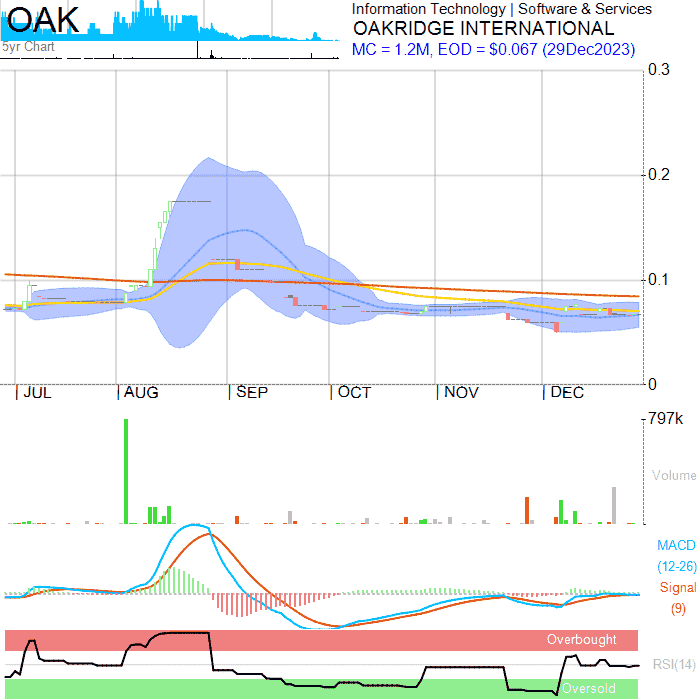 OAK
5yr Chart
Information Technology | Software & Services
OAKRIDGE INTERNATIONAL
MC = 1.2M, EOD = $0.067 (29Dec2023)
0.3
0.2
0.1
0
JUL
AUG
SEP
OCT
NOV
DEC
797k
Volume
MACD
(12-26)
Signal
(9)
Overbought
RSI(14)
Oversold